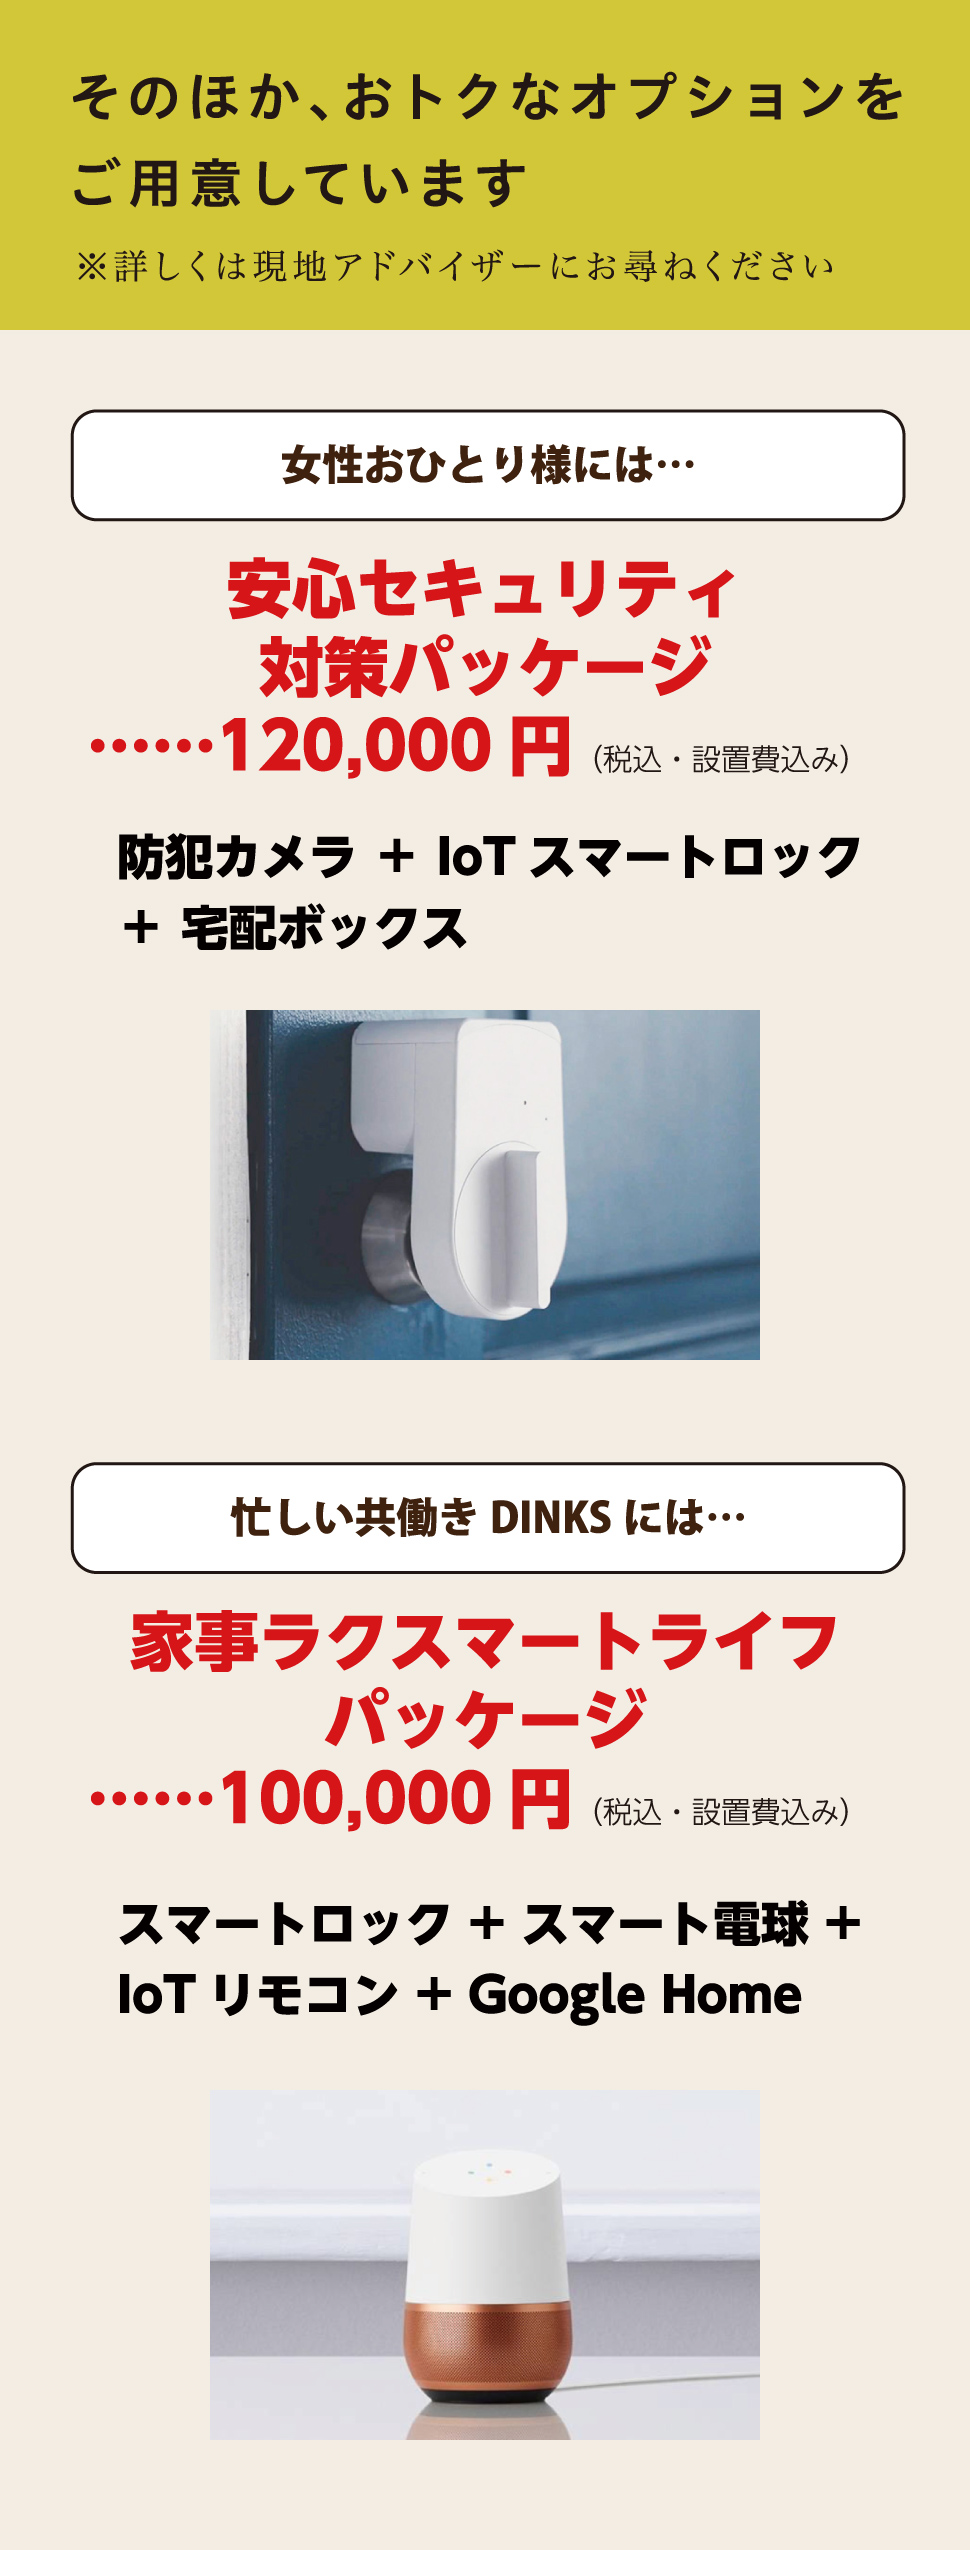 そのほか、おトクなオプションを
ご用意しています
※詳しくは現地アドバイザーにお尋ねください
女性おひとり様には…
安心セキュリティ
対策パッケージ
……120,000 円（税込・設置費込み）
防犯カメラ ＋ IoT スマートロック
＋ 宅配ボックス
忙しい共働き DINKS には…
家事ラクスマートライフ
パッケージ
……100,000 円（税込・設置費込み）
スマートロック ＋ スマート電球 ＋
IoT リモコン ＋ Google Home